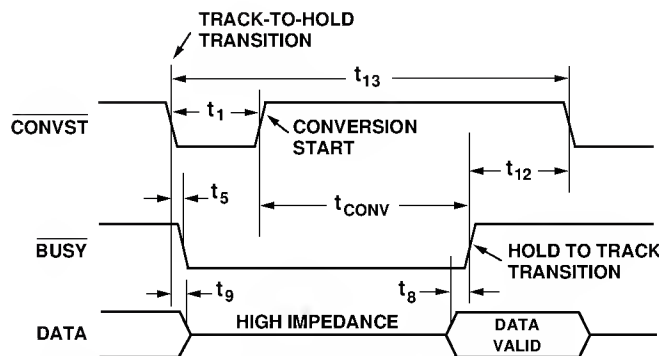 TRACK-TO-HOLD
TRANSITION
t13
CONVST
t1
CONVERSION
START
t12
t5
tCONV
BUSY
HOLD TO TRACK
TRANSITION
t9
t8
DATA
HIGH IMPEDANCE
DATA
VALID